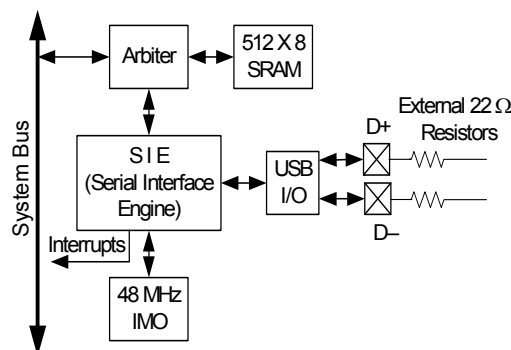 System Bus
Arbiter
512 X 8
SRAM
S I E
(Serial Interface
Engine)
USB
I/O
D+
D–
External 22 Ω
Resistors
Interrupts
48 MHz
IMO